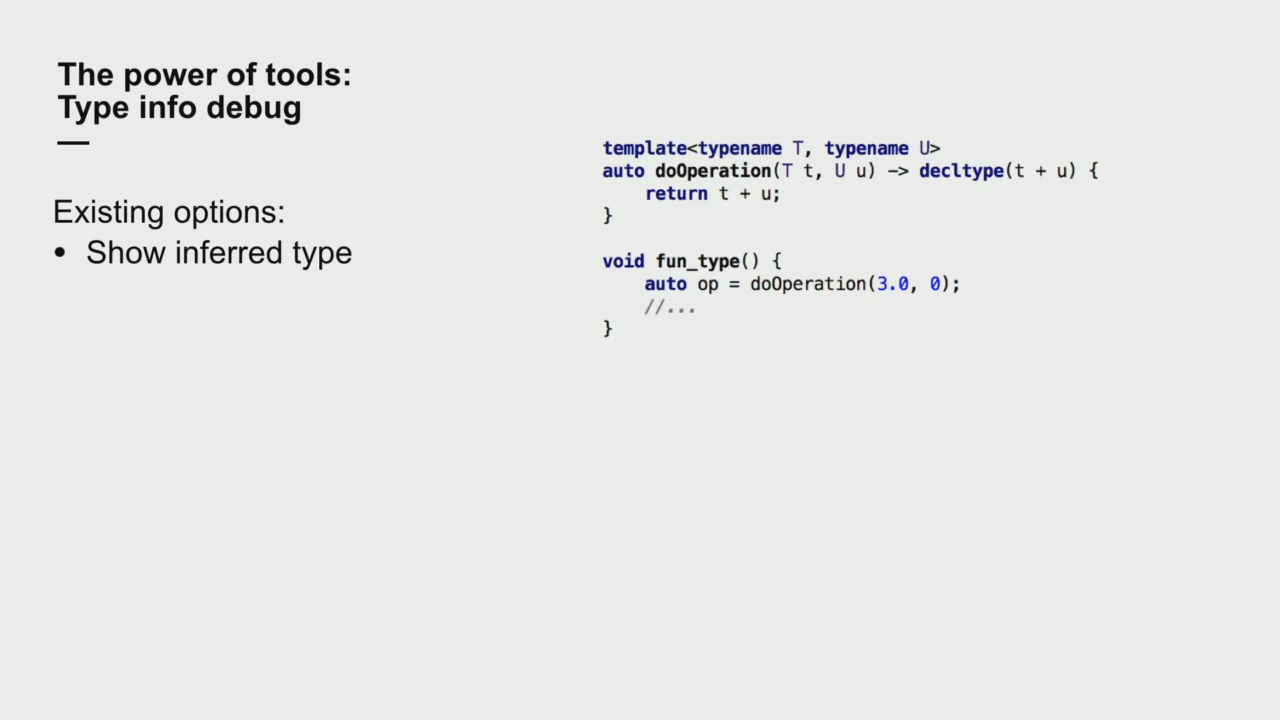 The power of tools:
Type info debug
Existing options:
• Show inferred type
template<typename T, typename U>
auto doOperation(T t, U u) -> decltype(t + u) {
    return t + u;
}
void fun_type() {
    auto op = doOperation(3.0, 0);
    //...
}